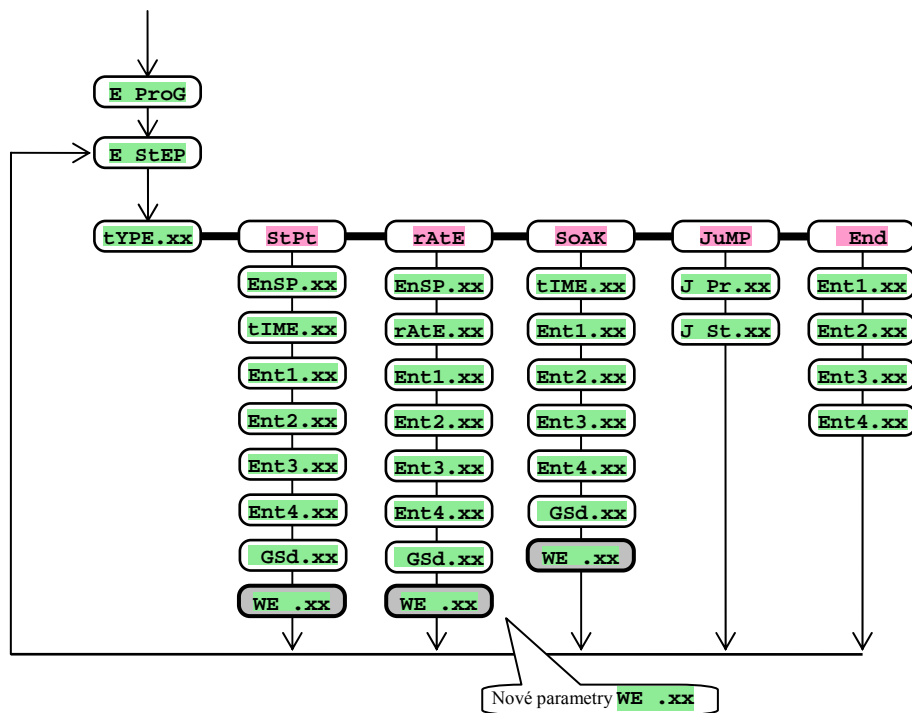 E ProG
E StEP
tYPE.xx StPt rAtE SoAK JuMP End
EnSP.xx EnSP.xx tIME.xx J Pr.xx Ent1.xx
tIME.xx rAtE.xx Ent1.xx J St.xx Ent2.xx
Ent1.xx Ent1.xx Ent2.xx Ent3.xx
Ent2.xx Ent2.xx Ent3.xx Ent4.xx
Ent3.xx Ent3.xx Ent4.xx
Ent4.xx Ent4.xx GSd.xx
GSd.xx GSd.xx WE .xx
WE .xx WE .xx
Nové parametry WE .xx